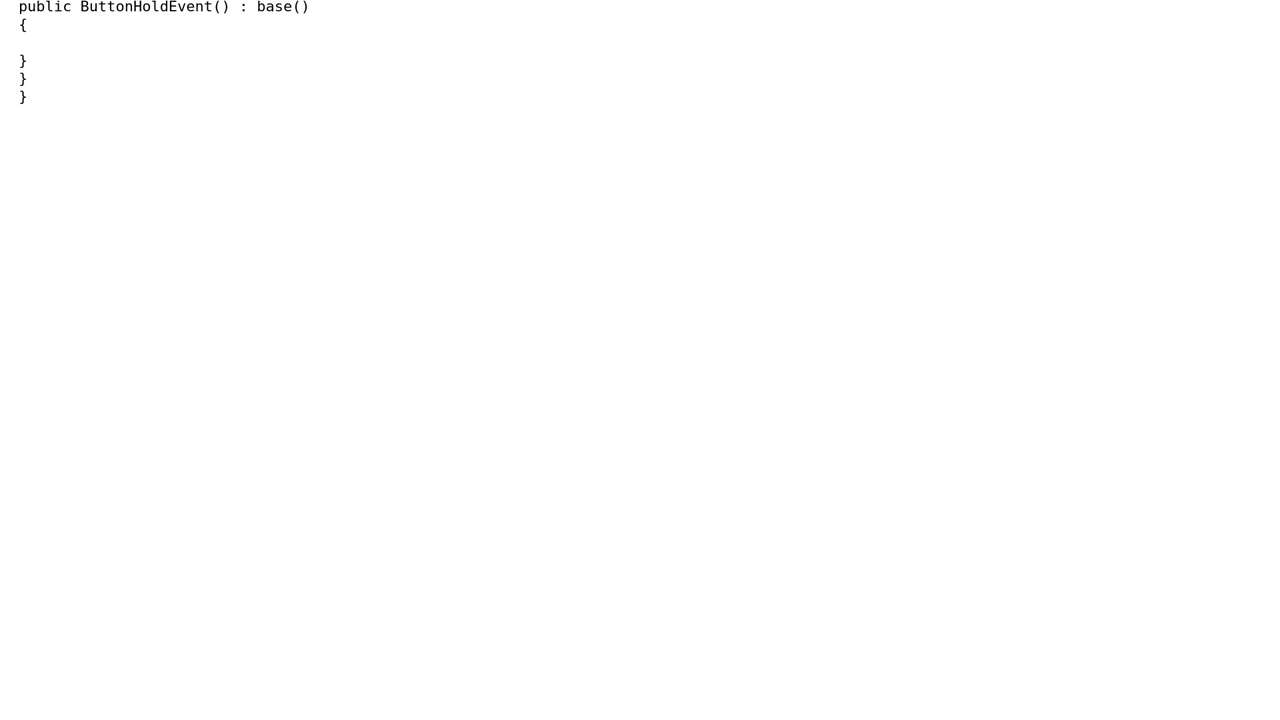 public ButtonHoldEvent() : base()
{
}
}
}